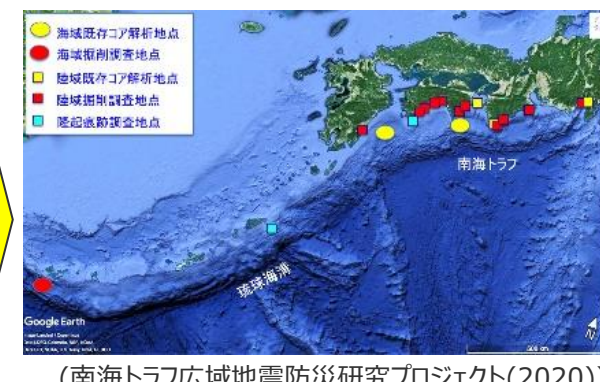 海域既存コア解析地点
海域掘削調査地点
陸域既存コア解析地点
陸域掘削調査地点
隆起痕跡調査地点
南海トラフ
琉球海溝
Google Earth
500 km
N
(南海トラフ広域地震防災研究プロジェクト(2020))